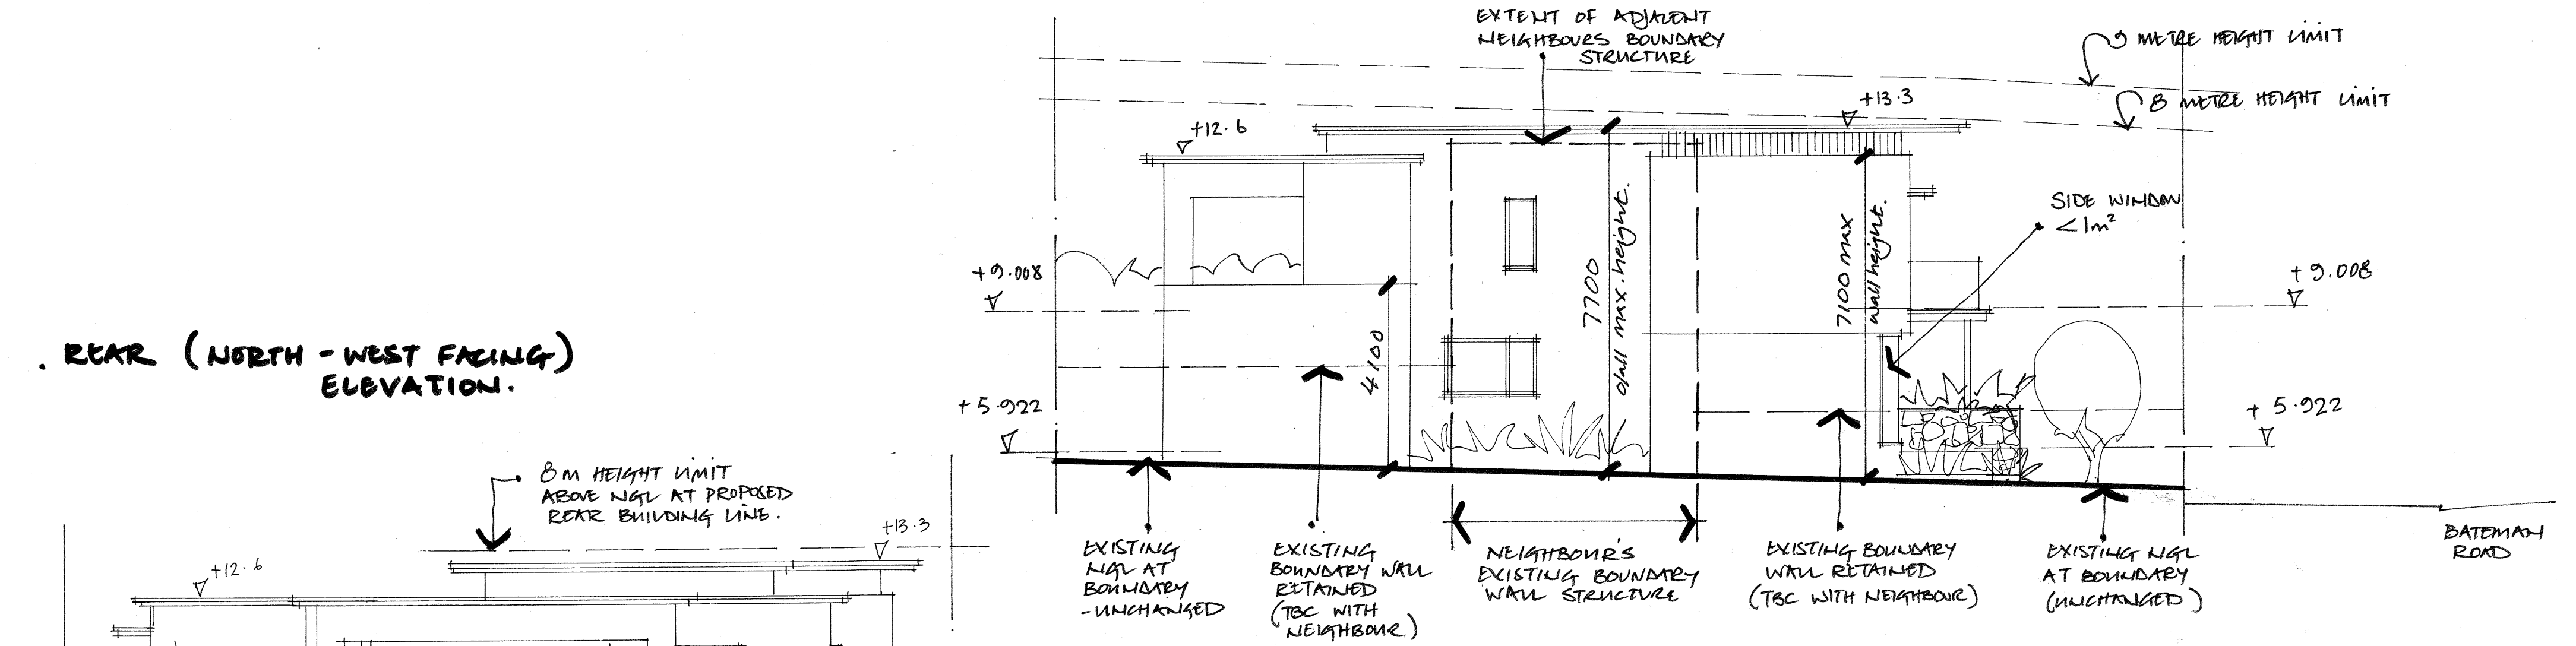 EXTENT OF ADJACENT
NEIGHBOURS BOUNDARY
STRUCTURE
9 METRE HEIGHT LIMIT
8 METRE HEIGHT LIMIT
+13.3
+12.6
SIDE WINDOW
<1m²
+9.008
+9.008
7700
o/all max. height.
7100 max
wall height.
4100
. REAR (NORTH - WEST FACING)
ELEVATION.
+5.922
+5.922
8M HEIGHT LIMIT
ABOVE NGL AT PROPOSED
REAR BUILDING LINE.
+13.3
+12.6
EXISTING
NGL AT
BOUNDARY
-UNCHANGED
EXISTING
BOUNDARY WALL
RETAINED
(TBC WITH
NEIGHBOUR)
NEIGHBOUR'S
EXISTING BOUNDARY
WALL STRUCTURE
EXISTING BOUNDARY
WALL RETAINED
(TBC WITH NEIGHBOUR)
EXISTING NGL
AT BOUNDARY
(UNCHANGED)
BATEMAN
ROAD